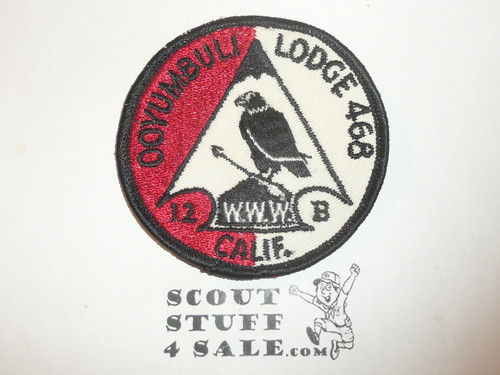 OOYUMBULI LODGE 468
12 W.W.W. B
CALIF.
SCOUT
STUFF
4 SALE.COM